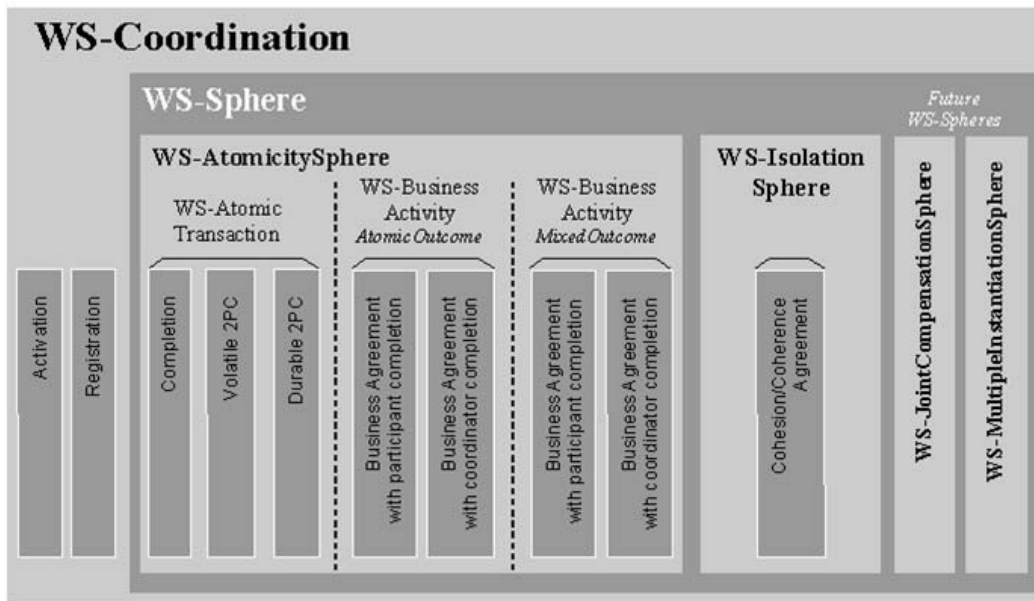 WS-Coordination
WS-Sphere
Future
WS-Spheres
WS-AtomicitySphere
WS-Isolation
Sphere
WS-Atomic
Transaction
WS-Business
Activity
Atomic Outcome
WS-Business
Activity
Mixed Outcome
Activation
Registration
Completion
Volatile 2PC
Durable 2PC
Business Agreement
with participant completion
Business Agreement
with coordinator completion
Business Agreement
with participant completion
Business Agreement
with coordinator completion
Cohesion/Coherence
Agreement
WS-JointCompensationSphere
WS-MultipleInstantiationSphere